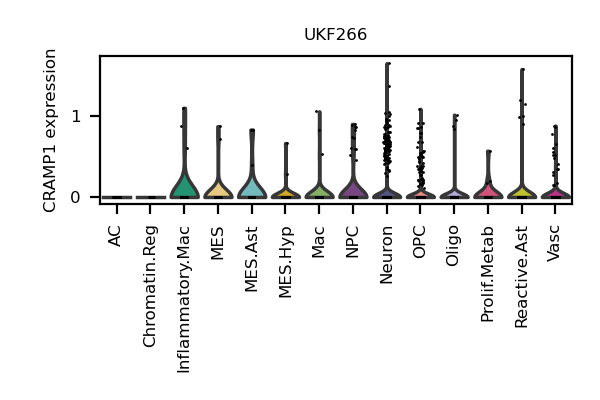 UKF266
CRAMP1 expression
1
0
AC
Chromatin.Reg
Inflammatory.Mac
MES
MES.Ast
MES.Hyp
Mac
NPC
Neuron
OPC
Oligo
Prolif.Metab
Reactive.Ast
Vasc